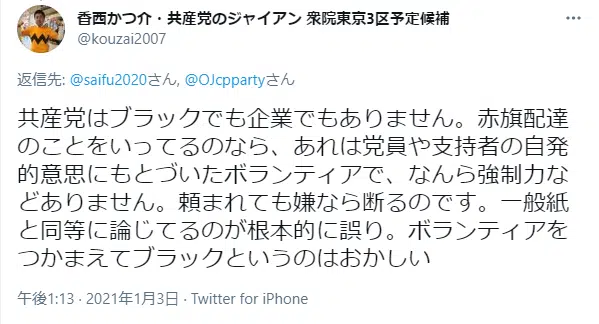 香西かつ介・共産党のジャイアン 衆院東京3区予定候補
@kouzai2007
返信先: @saifu2020さん, @OJcppartyさん
共産党はブラックでも企業でもありません。赤旗配達
のことをいってるのなら、あれは党員や支持者の自発
的意思にもとづいたボランティアで、なんら強制力な
どありません。頼まれても嫌なら断るのです。一般紙
と同等に論じてるのが根本的に誤り。ボランティアを
つかまえてブラックというのはおかしい
午後1:13 · 2021年1月3日 · Twitter for iPhone